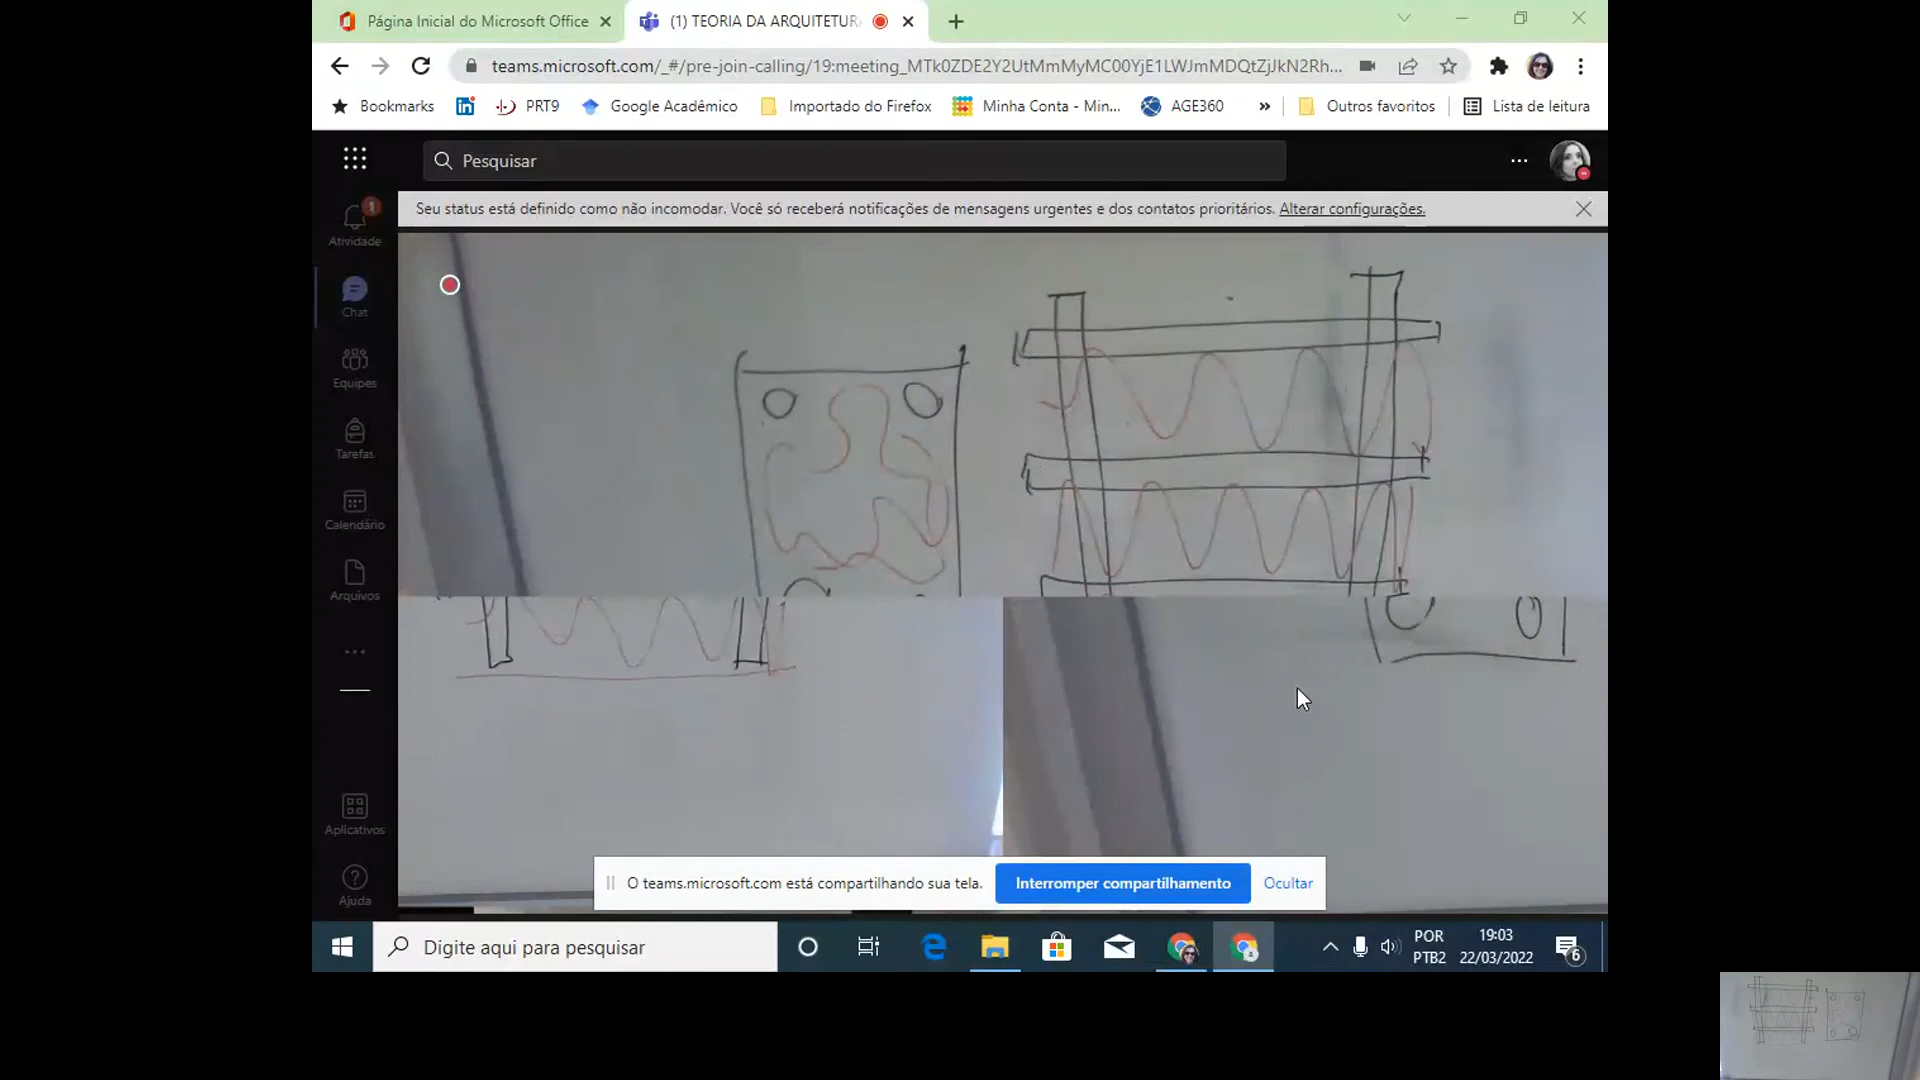 Página Inicial do Microsoft Office
(1) TEORIA DA ARQUITETUR
teams.microsoft.com/_#/pre-join-calling/19:meeting_MTk0ZDE2Y2UtMmMyMC00YjE1LWJmMDQtZjJkN2Rh...
Bookmarks
PRT9
Google Acadêmico
Importado do Firefox
Minha Conta - Min...
AGE360
»
Outros favoritos
Lista de leitura
Pesquisar
Seu status está definido como não incomodar. Você só receberá notificações de mensagens urgentes e dos contatos prioritários. Alterar configurações.
1
Atividade
Chat
Equipes
Tarefas
Calendário
Arquivos
Aplicativos
Ajuda
O teams.microsoft.com está compartilhando sua tela.
Interromper compartilhamento
Ocultar
Digite aqui para pesquisar
POR
PTB2
19:03
22/03/2022
6